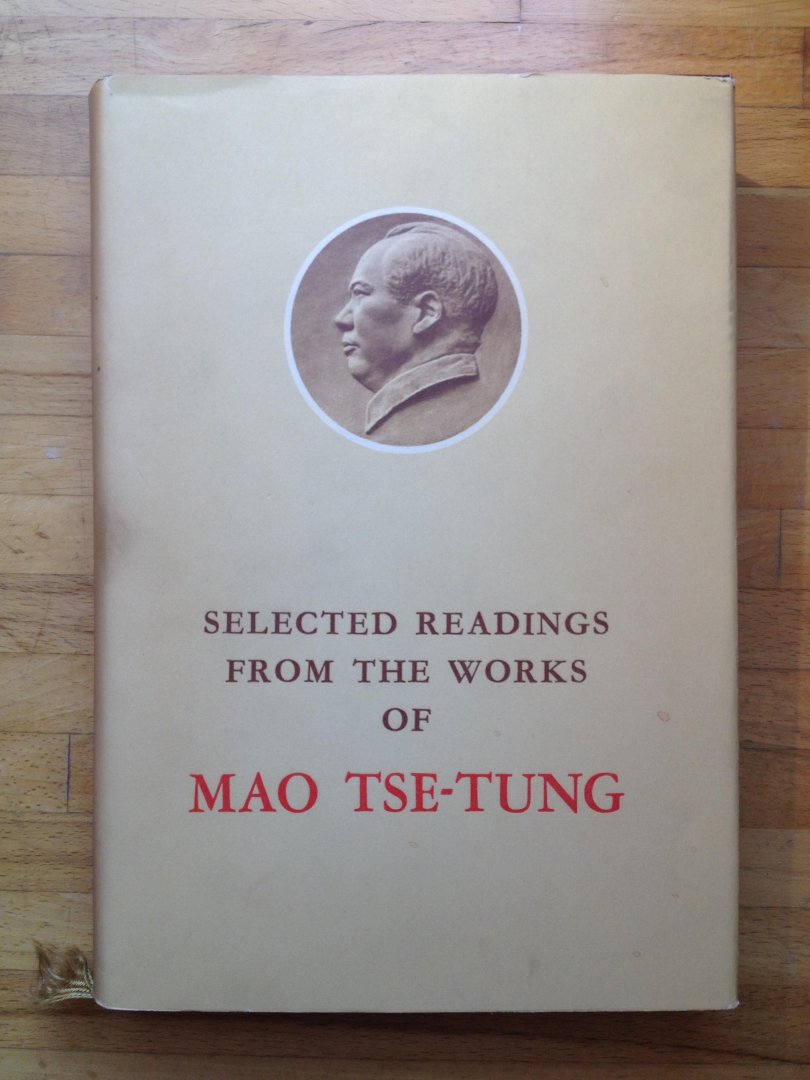 SELECTED READINGS
FROM THE WORKS
OF
MAO TSE-TUNG